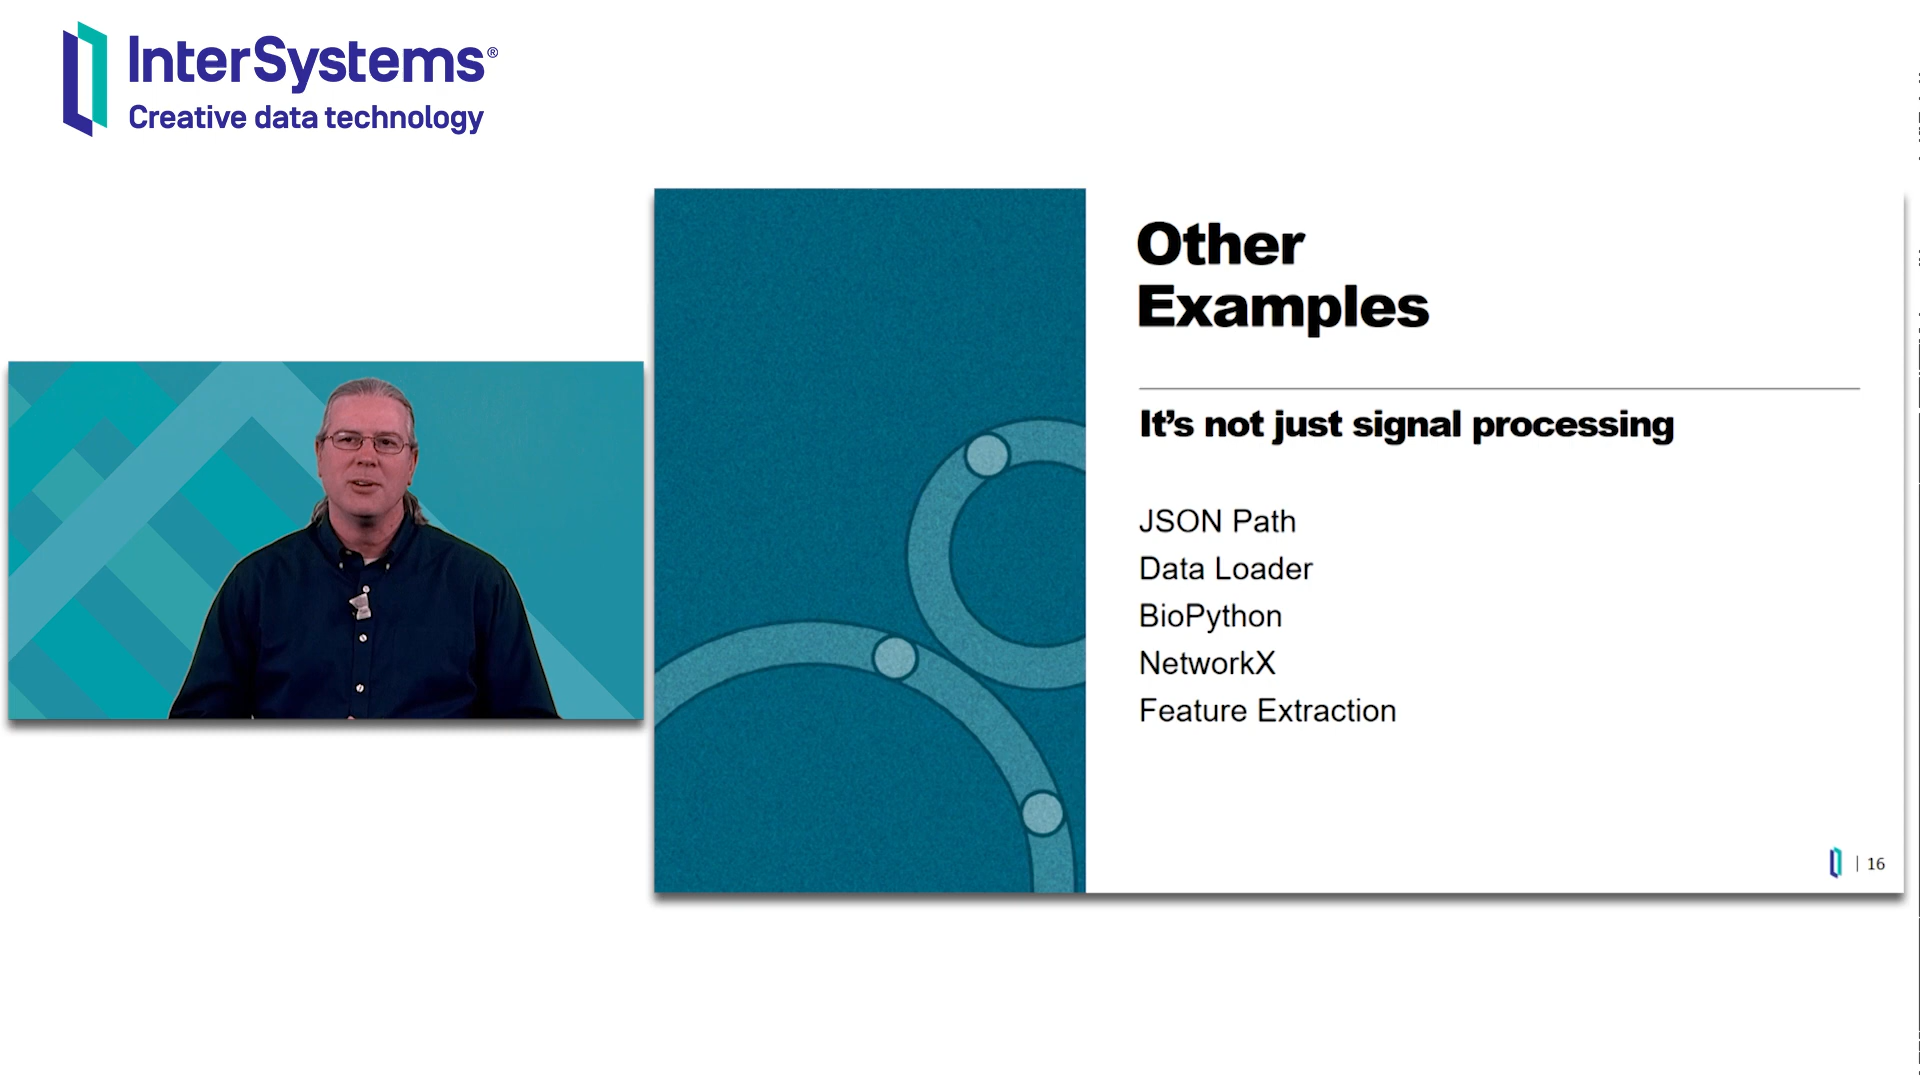 InterSystems®
Creative data technology
Other
Examples
It's not just signal processing
JSON Path
Data Loader
BioPython
NetworkX
Feature Extraction
| 16